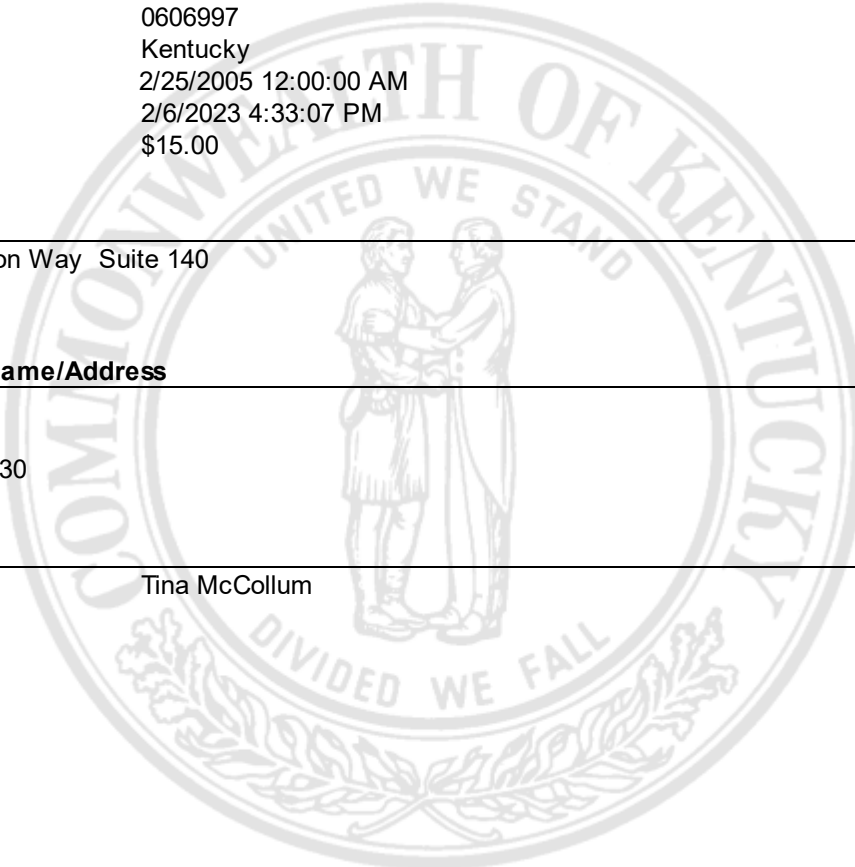 0606997
Kentucky
2/25/2005 12:00:00 AM
2/6/2023 4:33:07 PM
$15.00
on Way Suite 140
ame/Address
30
Tina McCollum
COMMONWEALTH OF KENTUCKY
UNITED WE STAND
DIVIDED WE FALL